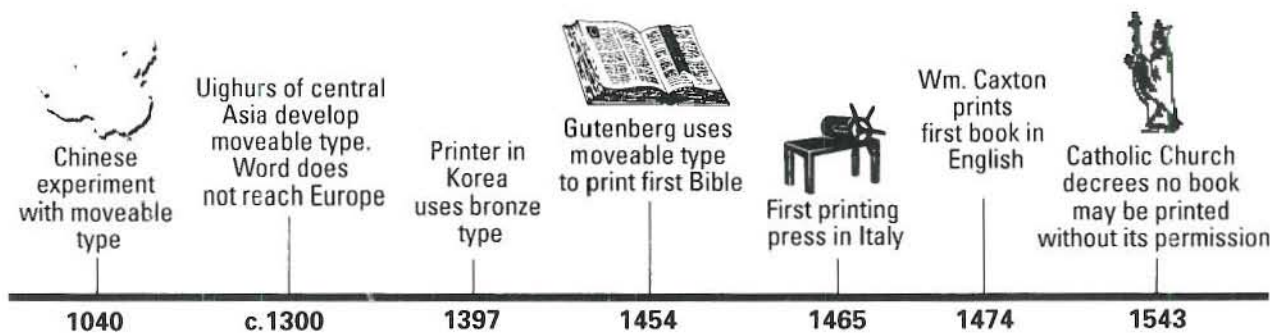 Chinese
experiment
with moveable
type
Uighurs of central
Asia develop
moveable type.
Word does
not reach Europe
Printer in
Korea
uses bronze
type
Gutenberg uses
moveable type
to print first Bible
First printing
press in Italy
Wm. Caxton
prints
first book in
English
Catholic Church
decrees no book
may be printed
without its permission
1040
c.1300
1397
1454
1465
1474
1543